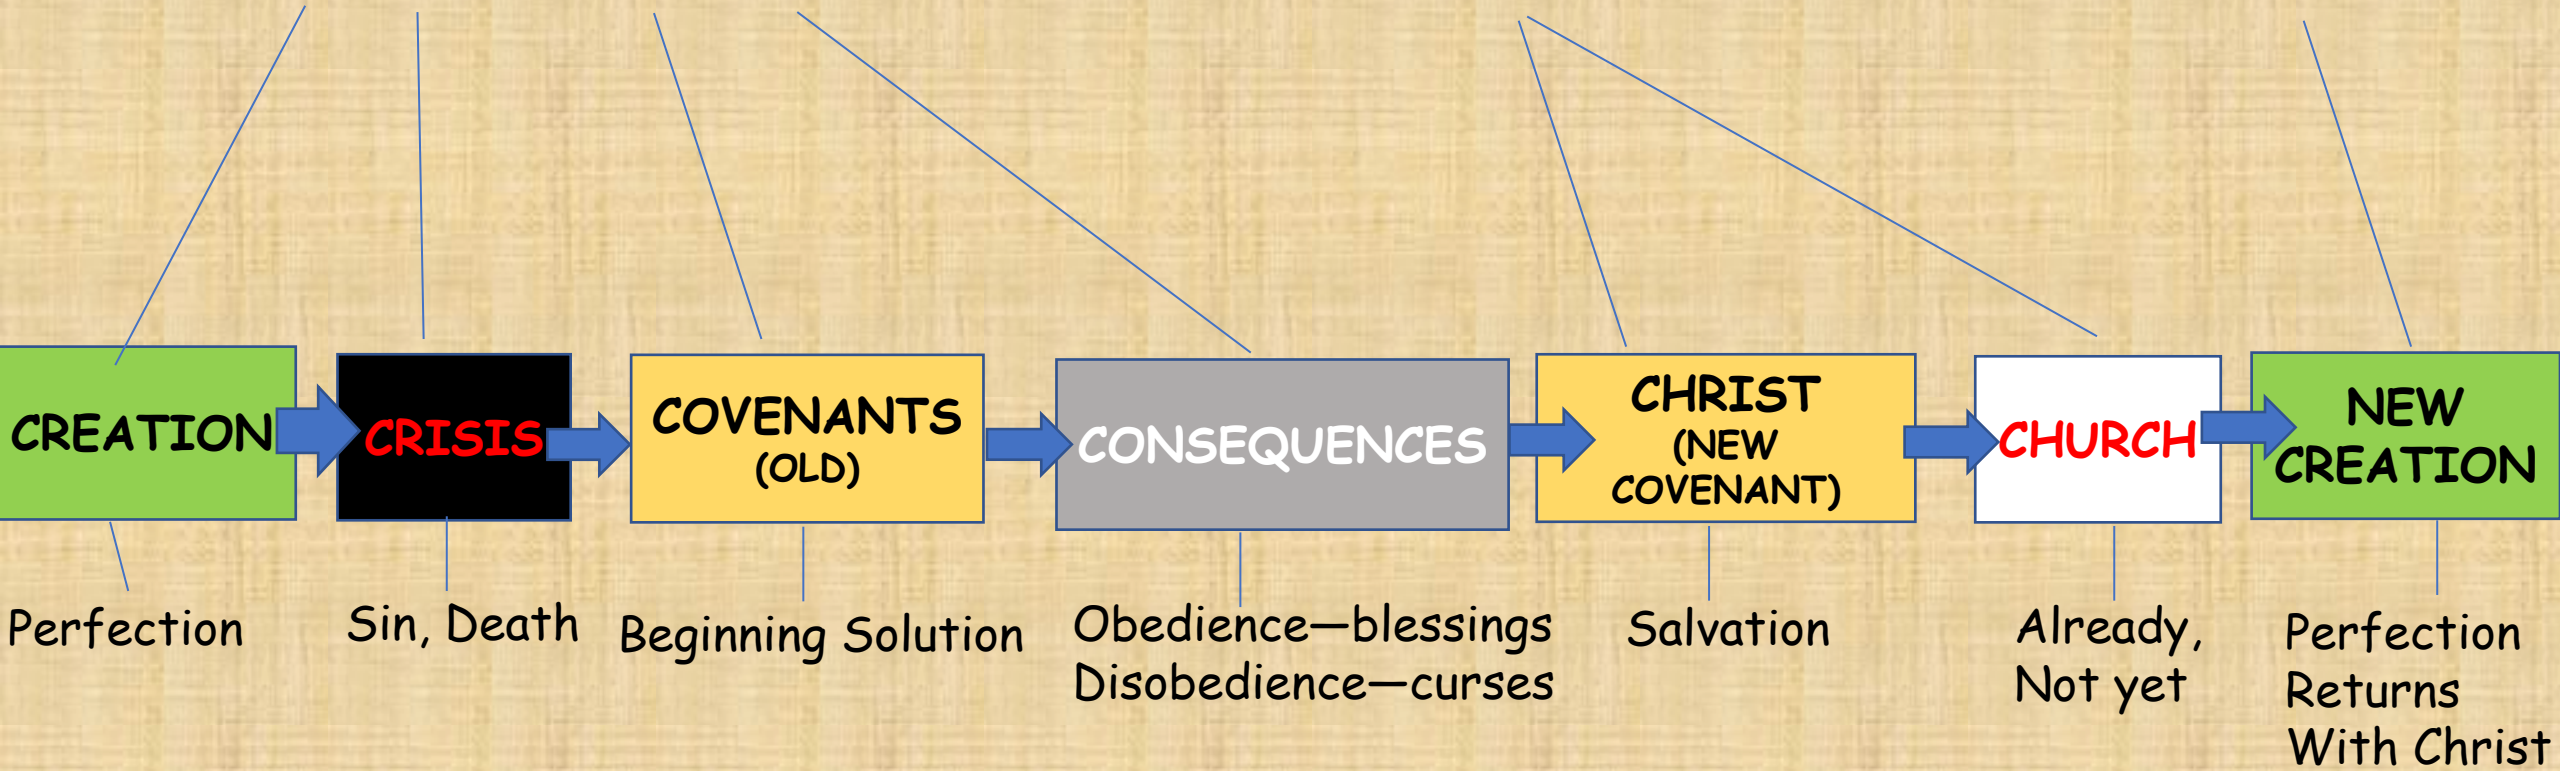 CREATION
CRISIS
COVENANTS
(OLD)
CONSEQUENCES
CHRIST
(NEW
COVENANT)
CHURCH
NEW
CREATION
Perfection
Sin, Death
Beginning Solution
Obedience—blessings
Disobedience—curses
Salvation
Already,
Not yet
Perfection
Returns
With Christ